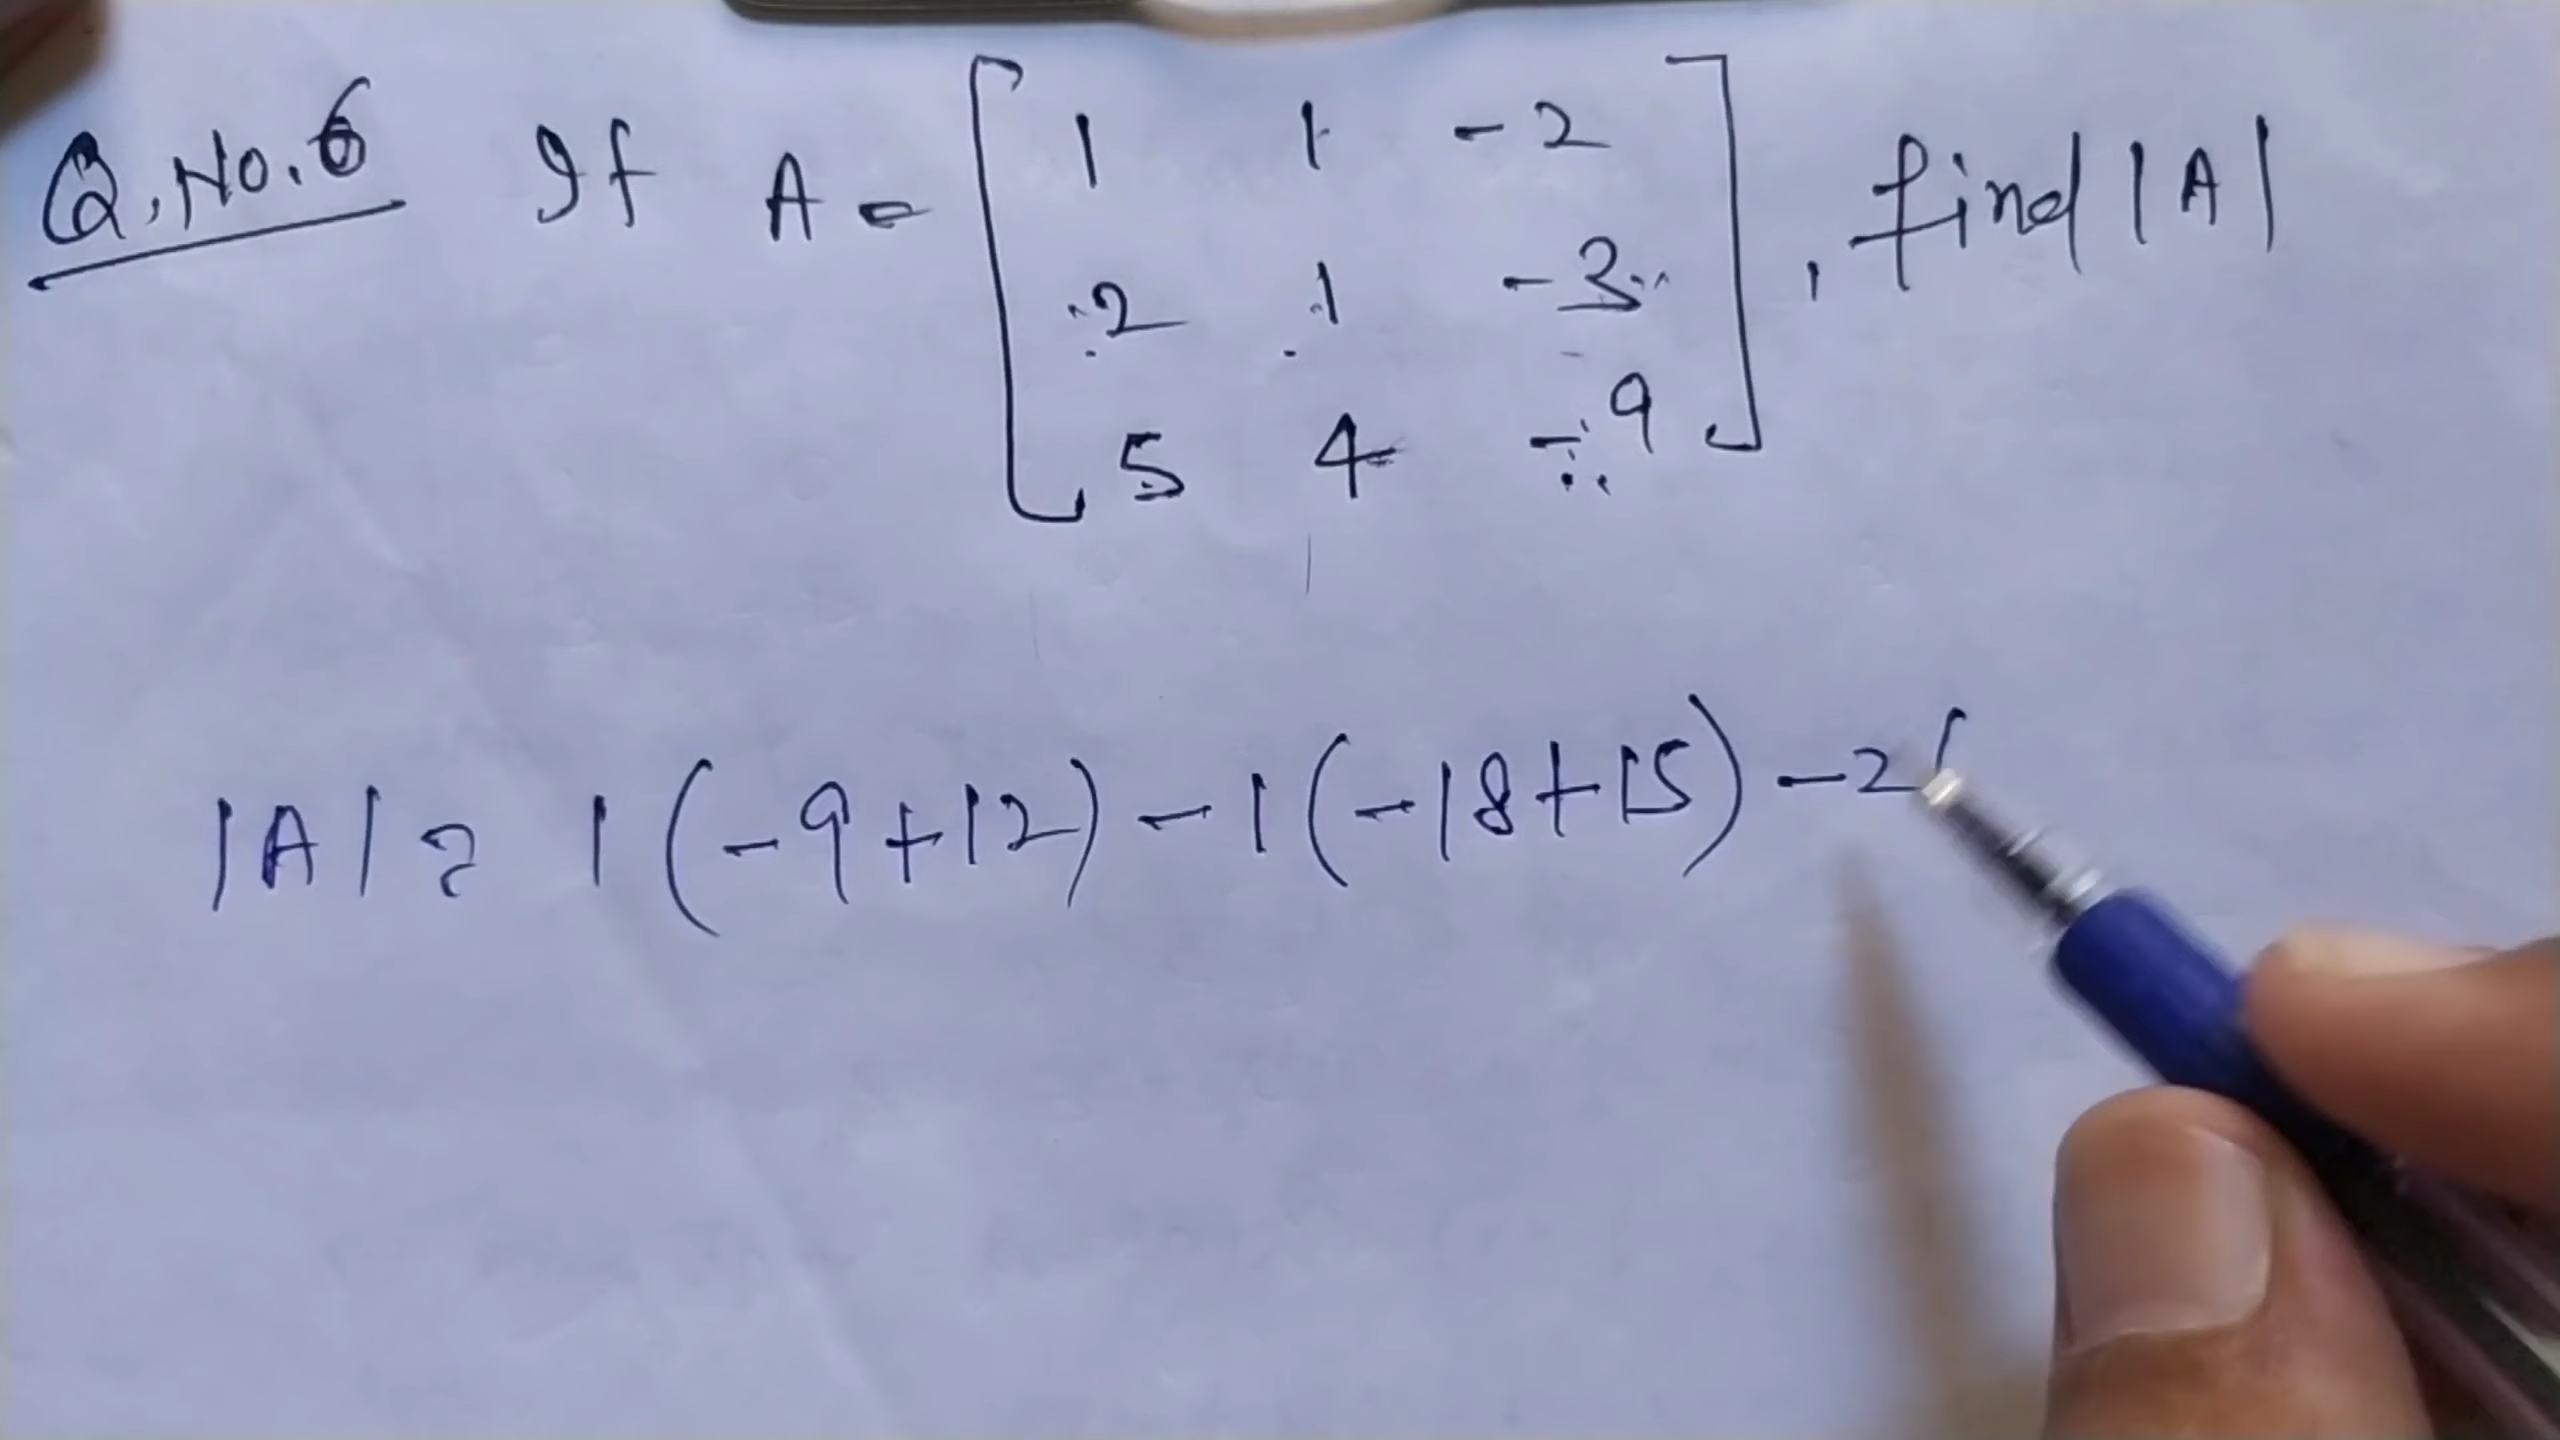 Q.No.6 If A = [ 1 1 -2 ], find |A|
2 1 -3
5 4 -9
|A| = 1(-9+12)-1(-18+15)-2(